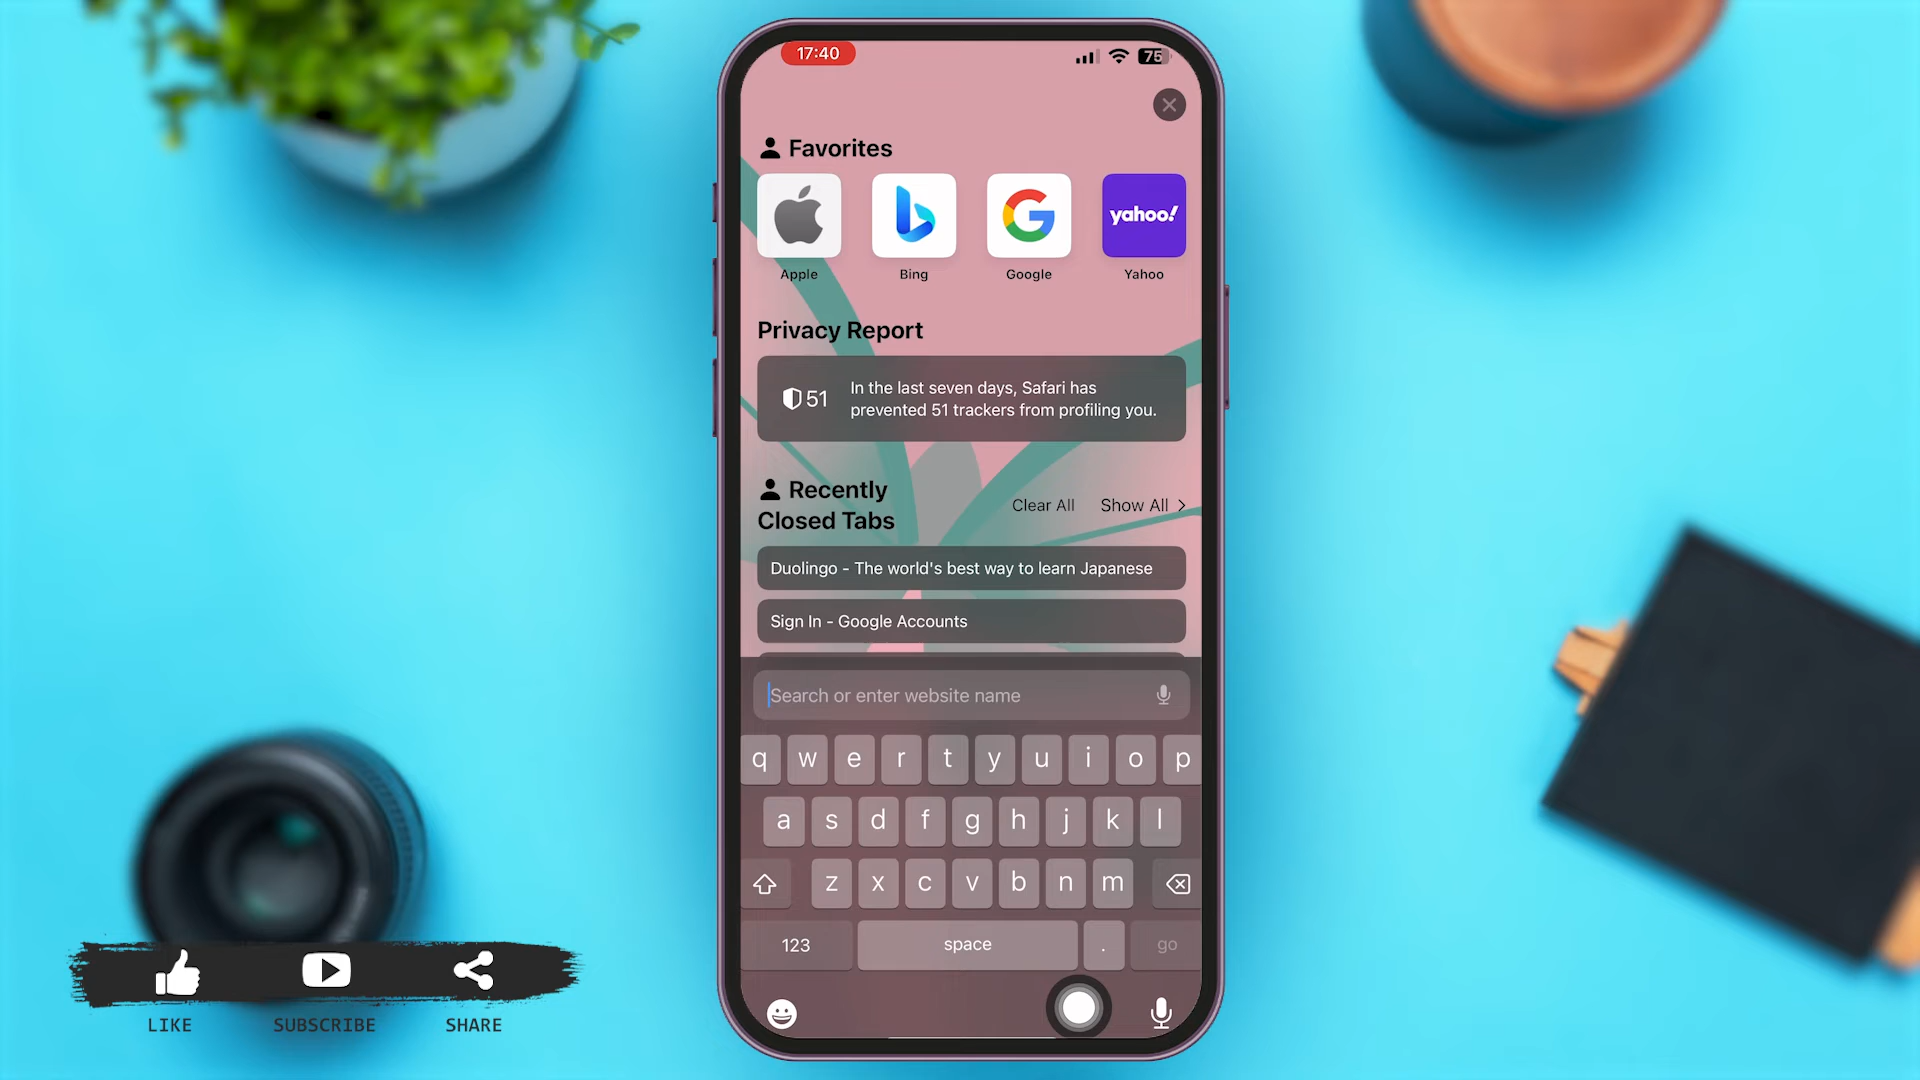 17:40
75
Favorites
yahoo!
Apple
Bing
Google
Yahoo
Privacy Report
51
In the last seven days, Safari has
prevented 51 trackers from profiling you.
Recently
Closed Tabs
Clear All
Show All
Duolingo - The world's best way to learn Japanese
Sign In - Google Accounts
Search or enter website name
q w e r t y u i o p
a s d f g h j k l
z x c v b n m
123
space
.
go
LIKE
SUBSCRIBE
SHARE